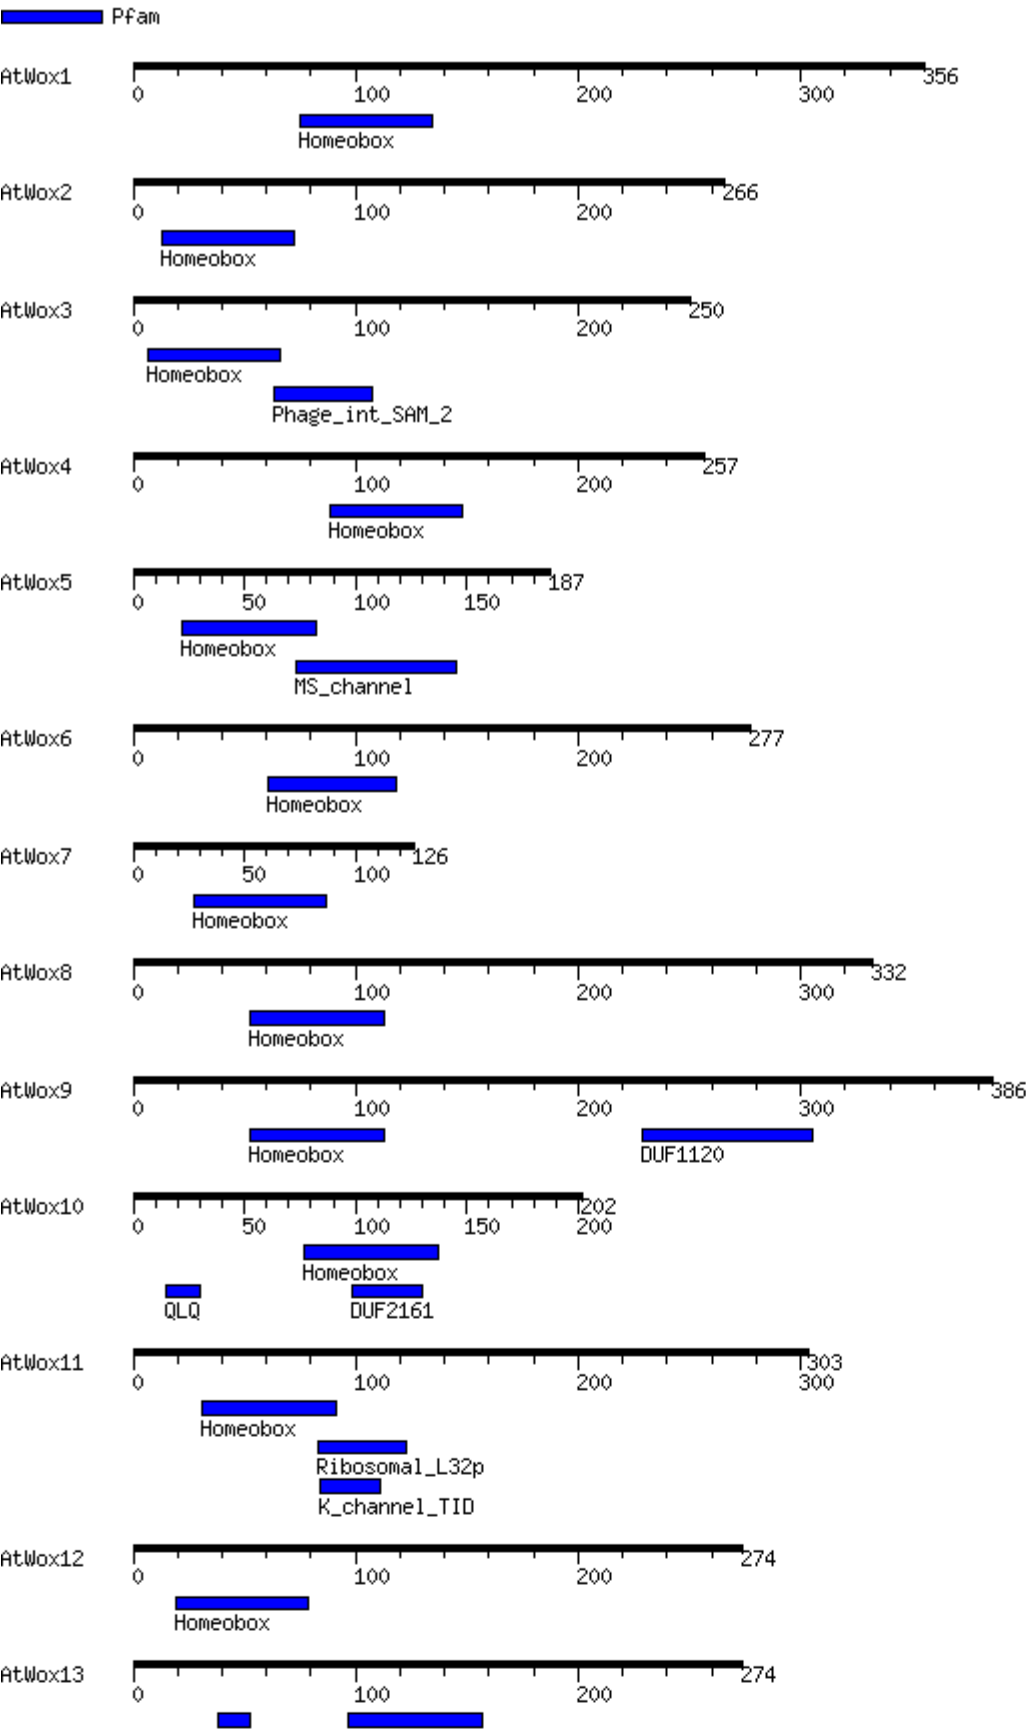 Pfam
AtWox1 356
0 100 200 300
Homeobox
AtWox2 266
0 100 200
Homeobox
AtWox3 250
0 100 200
Homeobox
Phage_int_SAM_2
AtWox4 257
0 100 200
Homeobox
AtWox5 187
0 50 100 150
Homeobox
MS_channel
AtWox6 277
0 100 200
Homeobox
AtWox7 126
0 50 100
Homeobox
AtWox8 332
0 100 200 300
Homeobox
AtWox9 386
0 100 200 300
Homeobox DUF1120
AtWox10 202
0 50 100 150 200
Homeobox
QLQ DUF2161
AtWox11 303
0 100 200 300
Homeobox
Ribosomal_L32p
K_channel_TID
AtWox12 274
0 100 200
Homeobox
AtWox13 274
0 100 200